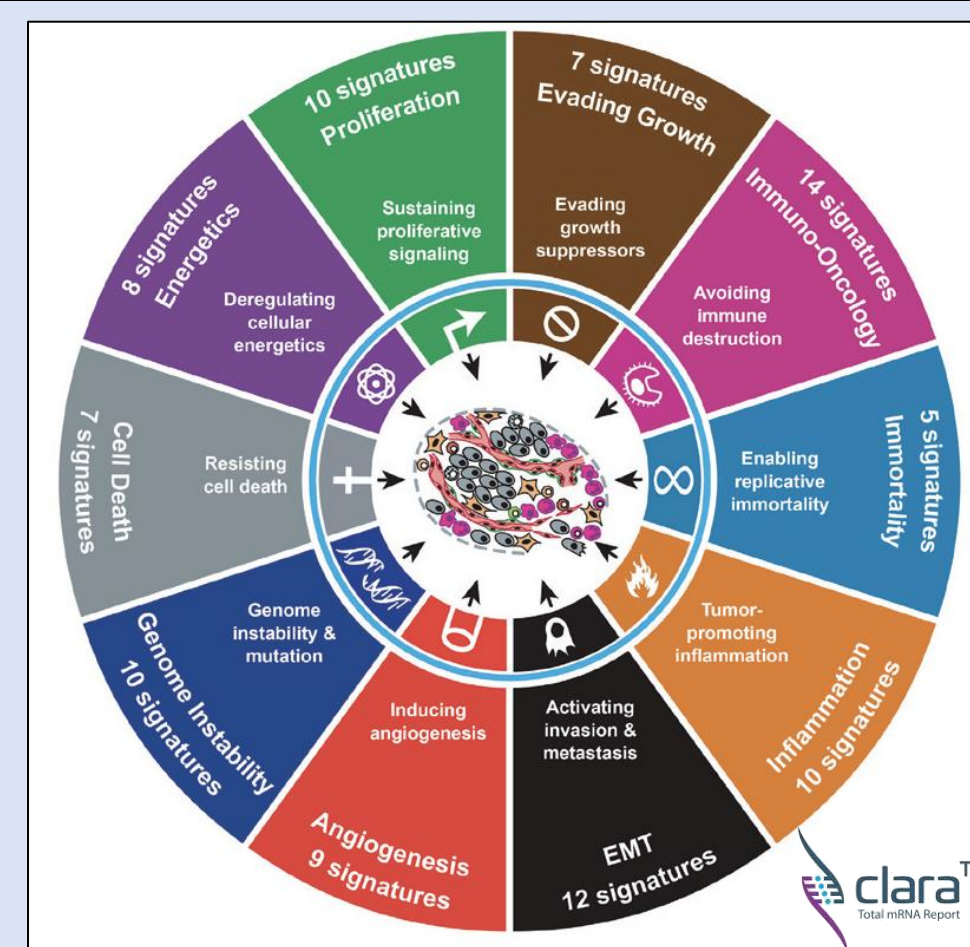 10 signatures
Proliferation
Sustaining
proliferative
signaling
7 signatures
Evading Growth
Evading
growth
suppressors
14 signatures
Immuno-Oncology
Avoiding
immune
destruction
5 signatures
Immortality
Enabling
replicative
immortality
Tumor-
promoting
inflammation
Inflammation
10 signatures
Activating
invasion &
metastasis
EMT
12 signatures
Inducing
angiogenesis
Angiogenesis
9 signatures
Genome
instability &
mutation
Genome Instability
10 signatures
Resisting
cell death
Cell Death
7 signatures
8 signatures
Energetics
Deregulating
cellular
energetics
claraT
Total mRNA Report